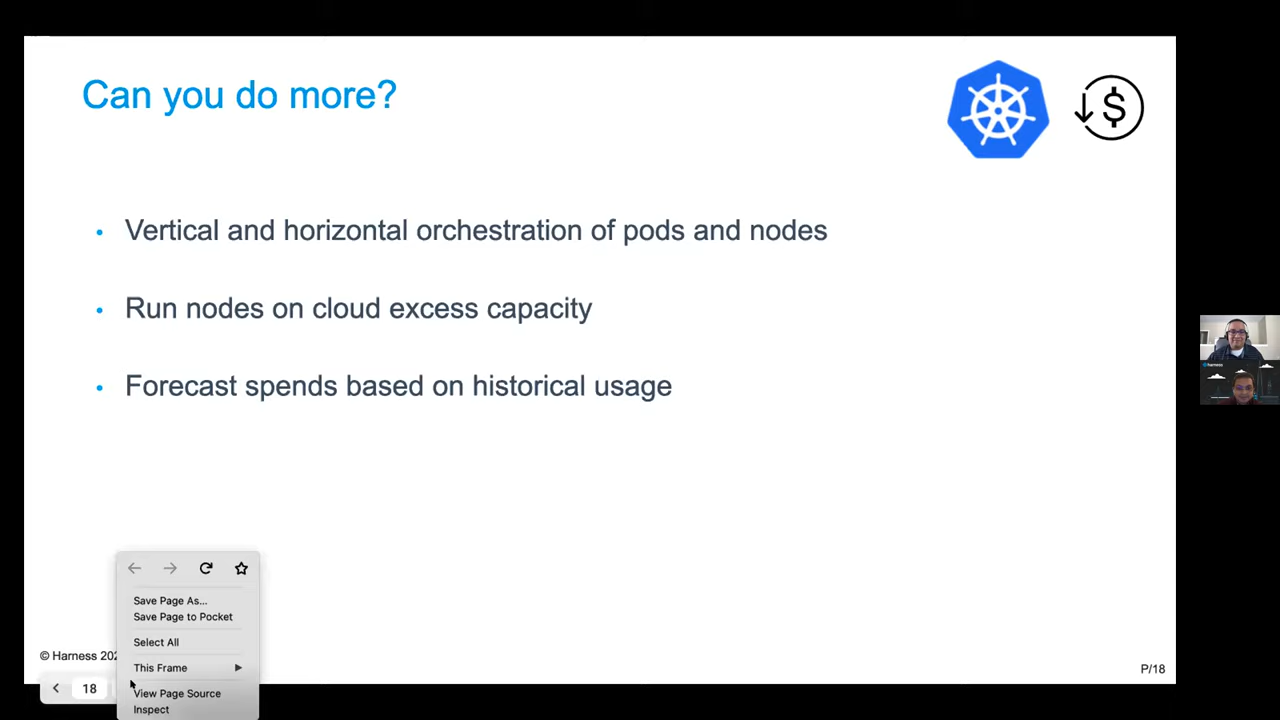 Can you do more?
$
• Vertical and horizontal orchestration of pods and nodes
• Run nodes on cloud excess capacity
• Forecast spends based on historical usage
harness
Save Page As...
Save Page to Pocket
Select All
This Frame
View Page Source
Inspect
© Harness 202
18
P/18